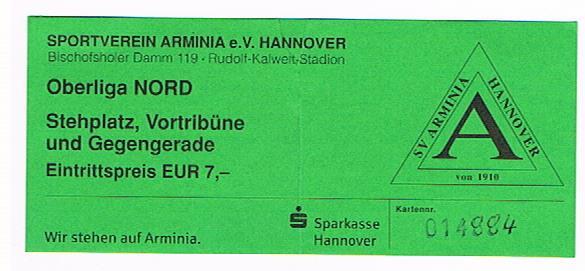 SPORTVEREIN ARMINIA e.V. HANNOVER
Bischofsholer Damm 119 · Rudolf-Kalweit-Stadion
Oberliga NORD
Stehplatz, Vortribüne
und Gegengerade
Eintrittspreis EUR 7,–
SV ARMINIA HANNOVER
A
von 1910
Wir stehen auf Arminia.
Sparkasse
Hannover
Kartennr.
014884